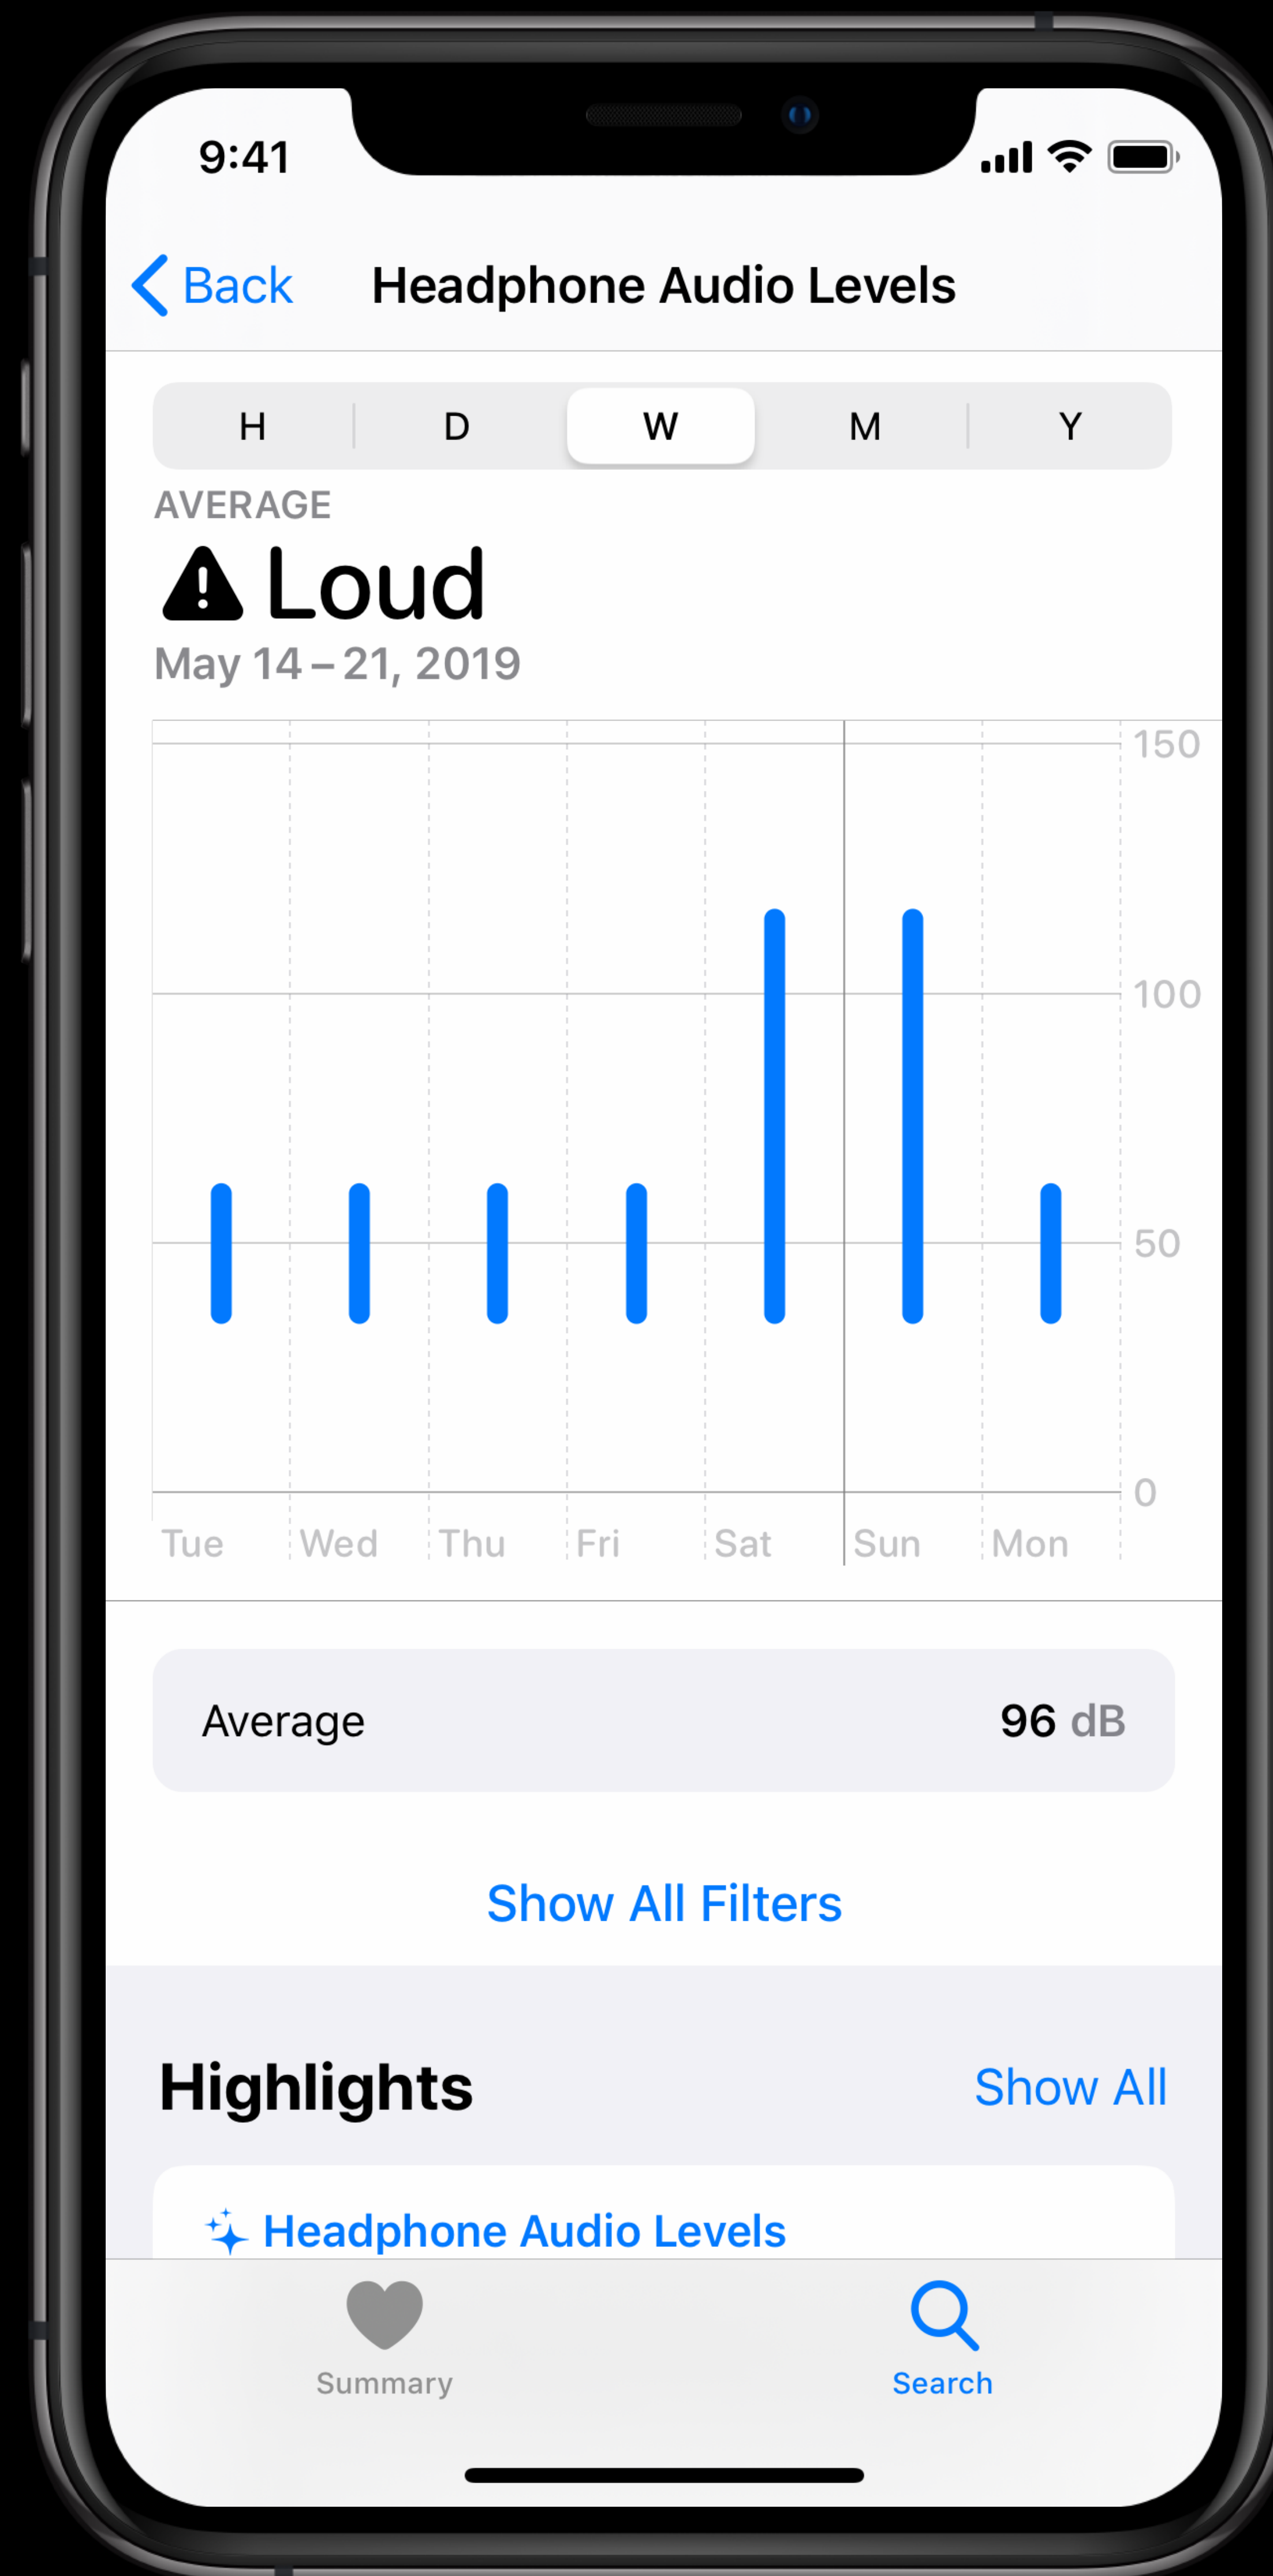 9:41
Back Headphone Audio Levels
H D W M Y
AVERAGE
Loud
May 14–21, 2019
150
100
50
0
Tue Wed Thu Fri Sat Sun Mon
Average 96 dB
Show All Filters
Highlights Show All
Headphone Audio Levels
Summary Search